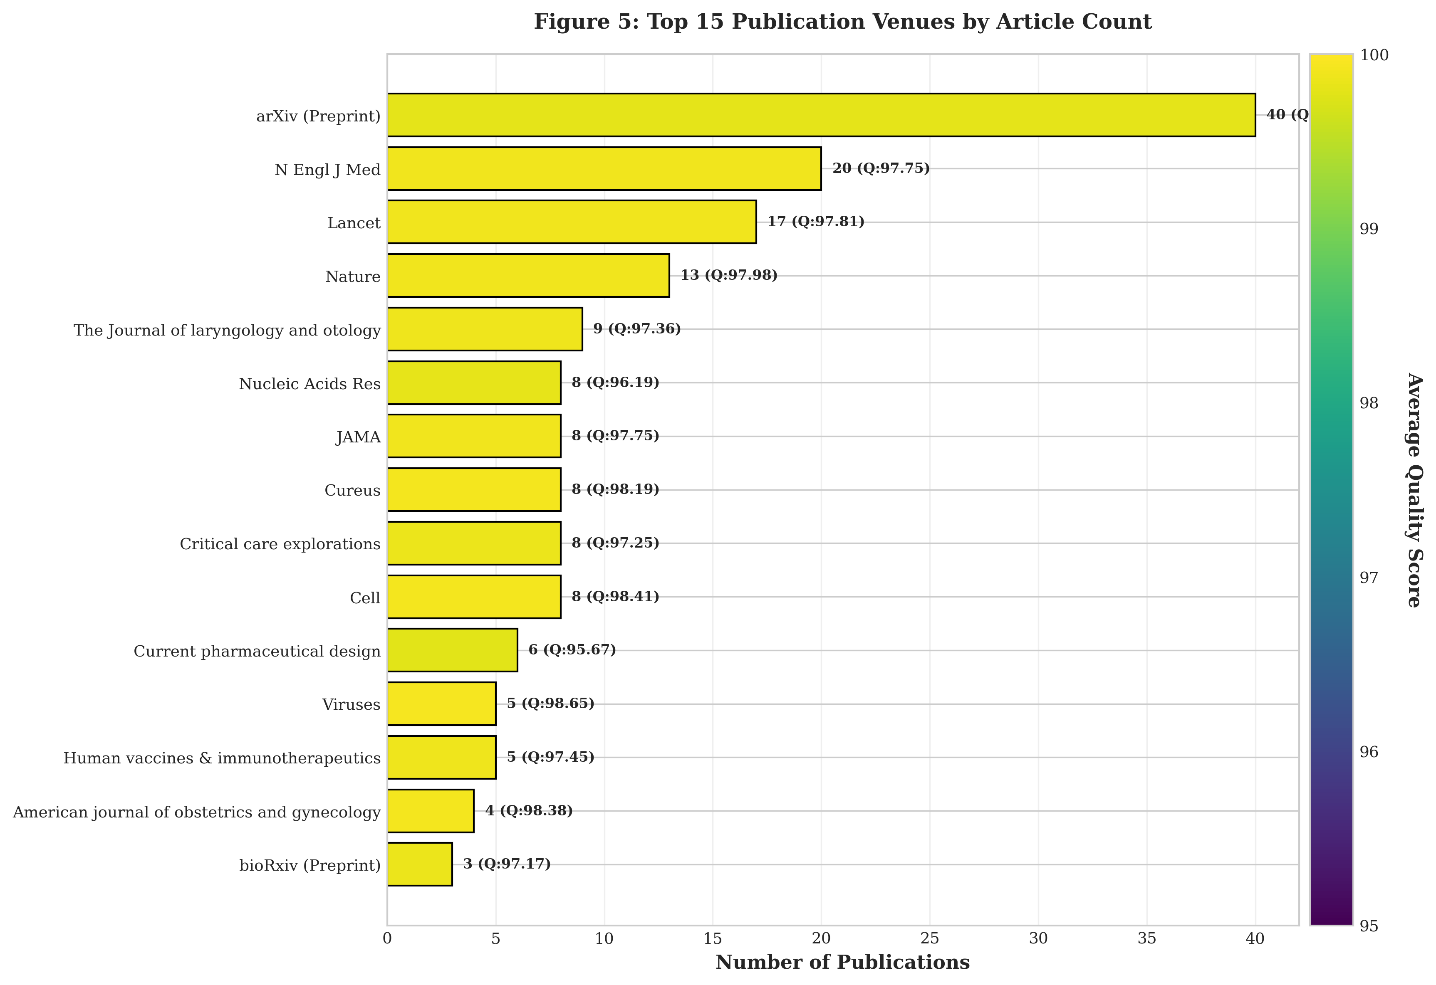 Figure 5: Top 15 Publication Venues by Article Count
arXiv (Preprint) 40 (Q
N Engl J Med 20 (Q:97.75)
Lancet 17 (Q:97.81)
Nature 13 (Q:97.98)
The Journal of laryngology and otology 9 (Q:97.36)
Nucleic Acids Res 8 (Q:96.19)
JAMA 8 (Q:97.75)
Cureus 8 (Q:98.19)
Critical care explorations 8 (Q:97.25)
Cell 8 (Q:98.41)
Current pharmaceutical design 6 (Q:95.67)
Viruses 5 (Q:98.65)
Human vaccines & immunotherapeutics 5 (Q:97.45)
American journal of obstetrics and gynecology 4 (Q:98.38)
bioRxiv (Preprint) 3 (Q:97.17)
0 5 10 15 20 25 30 35 40
Number of Publications
100
99
98
97
96
95
Average Quality Score